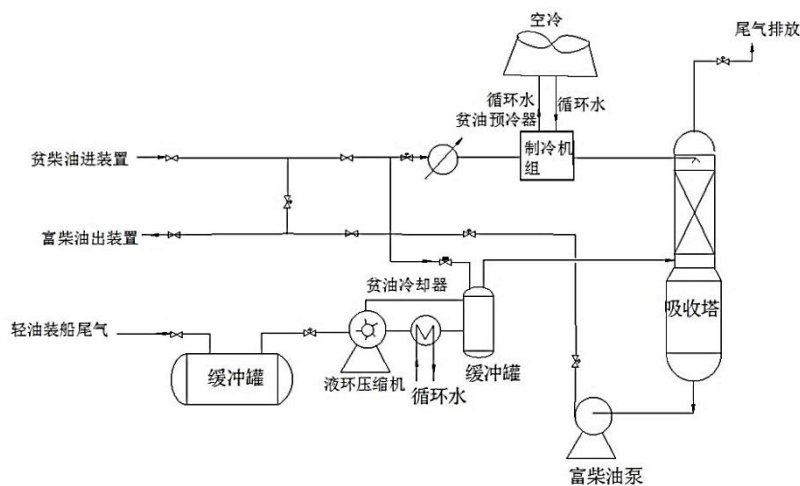 尾气排放
空冷
循环水
循环水
贫油预冷器
贫柴油进装置
制冷机
组
富柴油出装置
贫油冷却器
吸收塔
轻油装船尾气
缓冲罐
液环压缩机
循环水
缓冲罐
富柴油泵